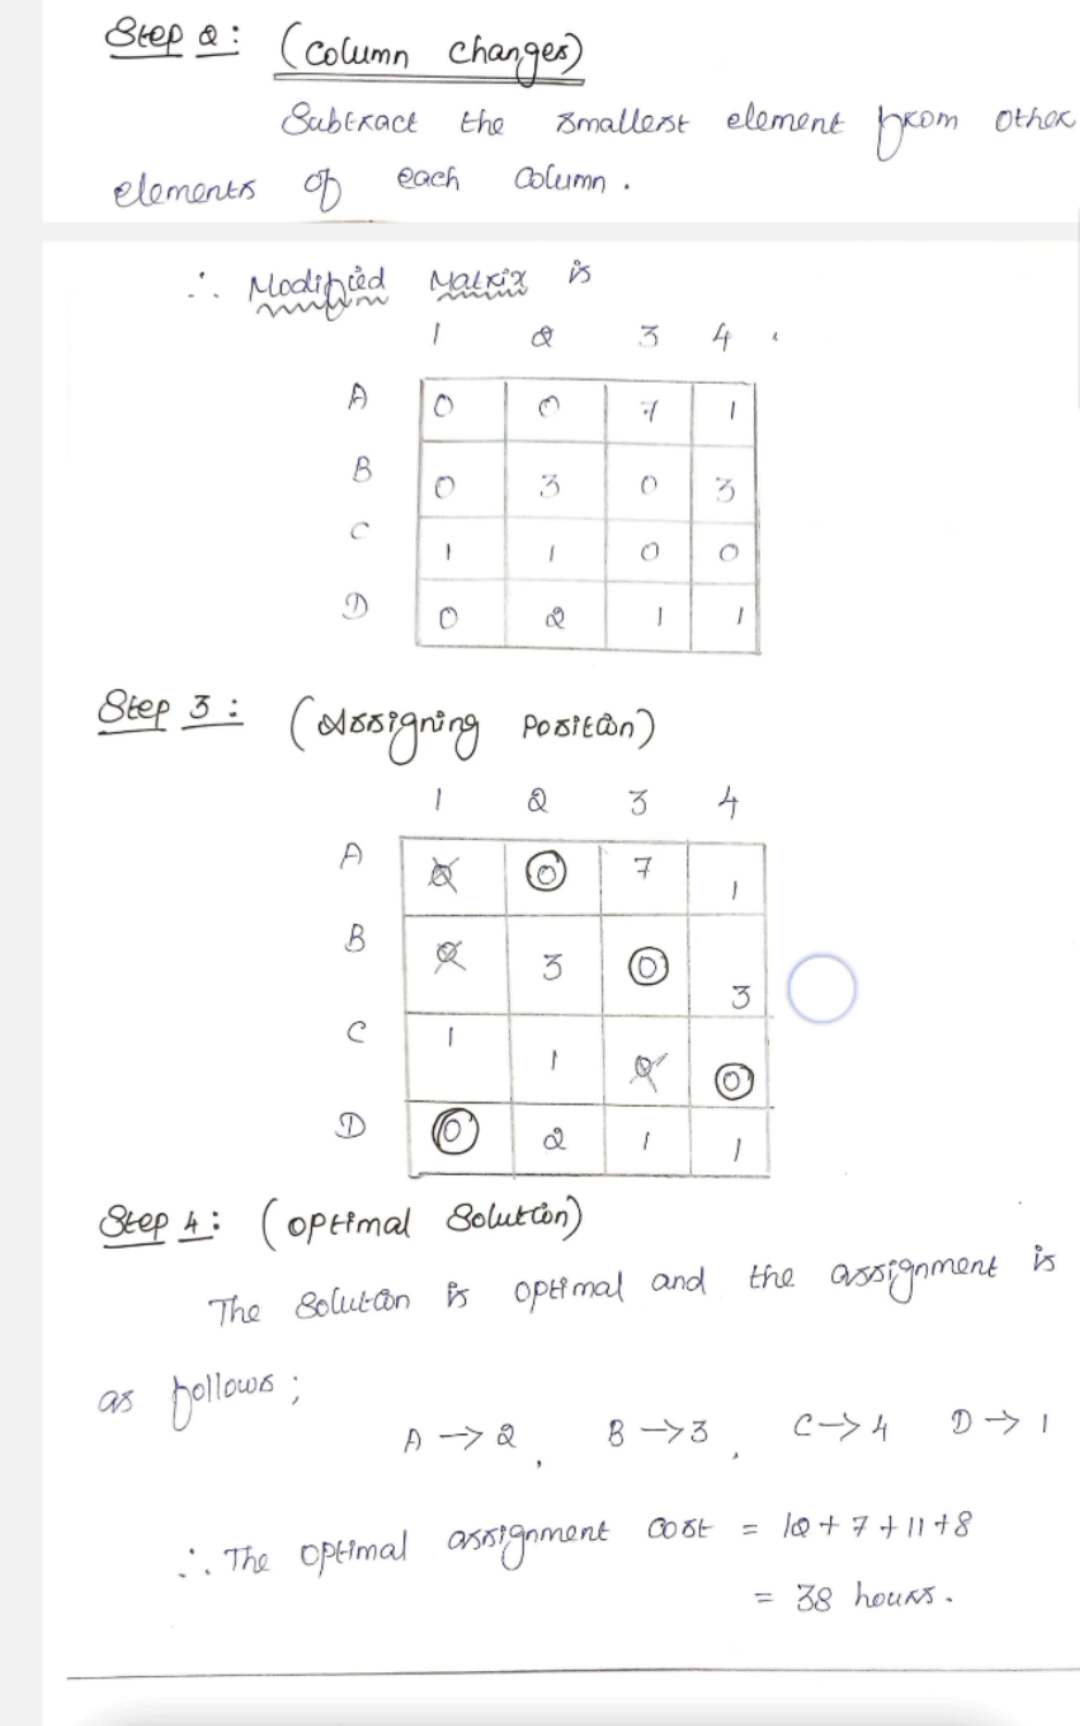 Step 2: (Column changes)
Subtract the smallest element from other
elements of each column.
∴ Modified Matrix is
1 2 3 4
A 0 0 7 1
B 0 3 0 3
C 1 1 0 0
D 0 2 1 1
Step 3: (Assigning Position)
1 2 3 4
A 0 0 7 1
B 0 3 0 3
C 1 1 0 0
D 0 2 1 1
Step 4: (Optimal Solution)
The Solution is optimal and the assignment is
as follows;
A → 2, B → 3, C → 4 D → 1
∴ The optimal assignment cost = 12 + 7 + 11 + 8
= 38 hours.